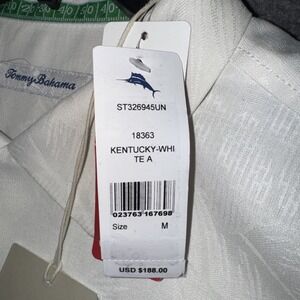 Tommy Bahama
ST326945UN
18363
KENTUCKY-WHI
TE A
023763 167698
Size M
USD $188.00